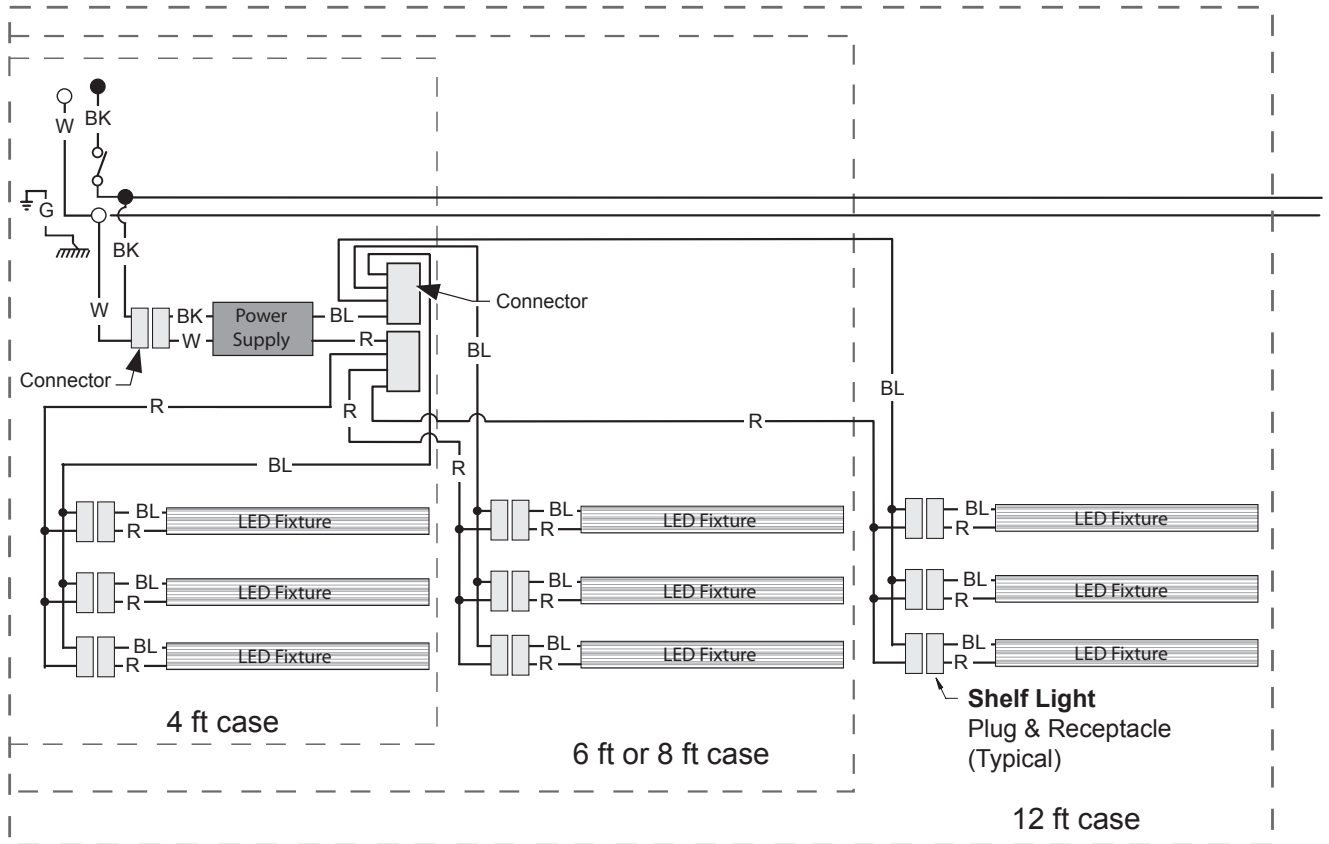 W
BK
G
BK
W
BK
W
Power
Supply
BL
R
Connector
Connector
BL
BL
R
R
R
BL
R
BL
R
LED Fixture
BL
R
LED Fixture
BL
R
LED Fixture
BL
R
LED Fixture
BL
R
LED Fixture
BL
R
LED Fixture
BL
R
LED Fixture
BL
R
LED Fixture
BL
R
LED Fixture
4 ft case
6 ft or 8 ft case
Shelf Light
Plug & Receptacle
(Typical)
12 ft case